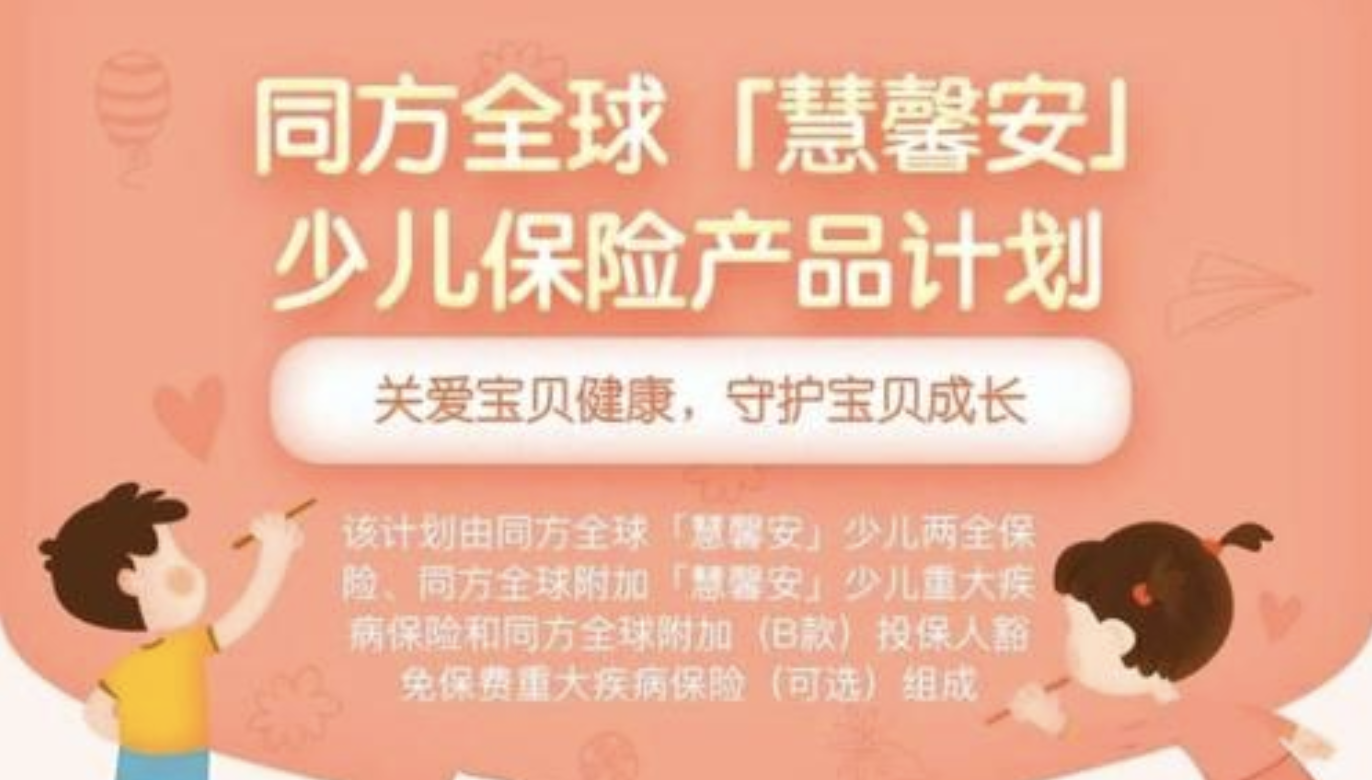 同方全球「慧馨安」
少儿保险产品计划
关爱宝贝健康，守护宝贝成长
该计划由同方全球「慧馨安」少儿两全保
险、同方全球附加「慧馨安」少儿重大疾
病保险和同方全球附加（B款）投保人豁
免保费重大疾病保险（可选）组成